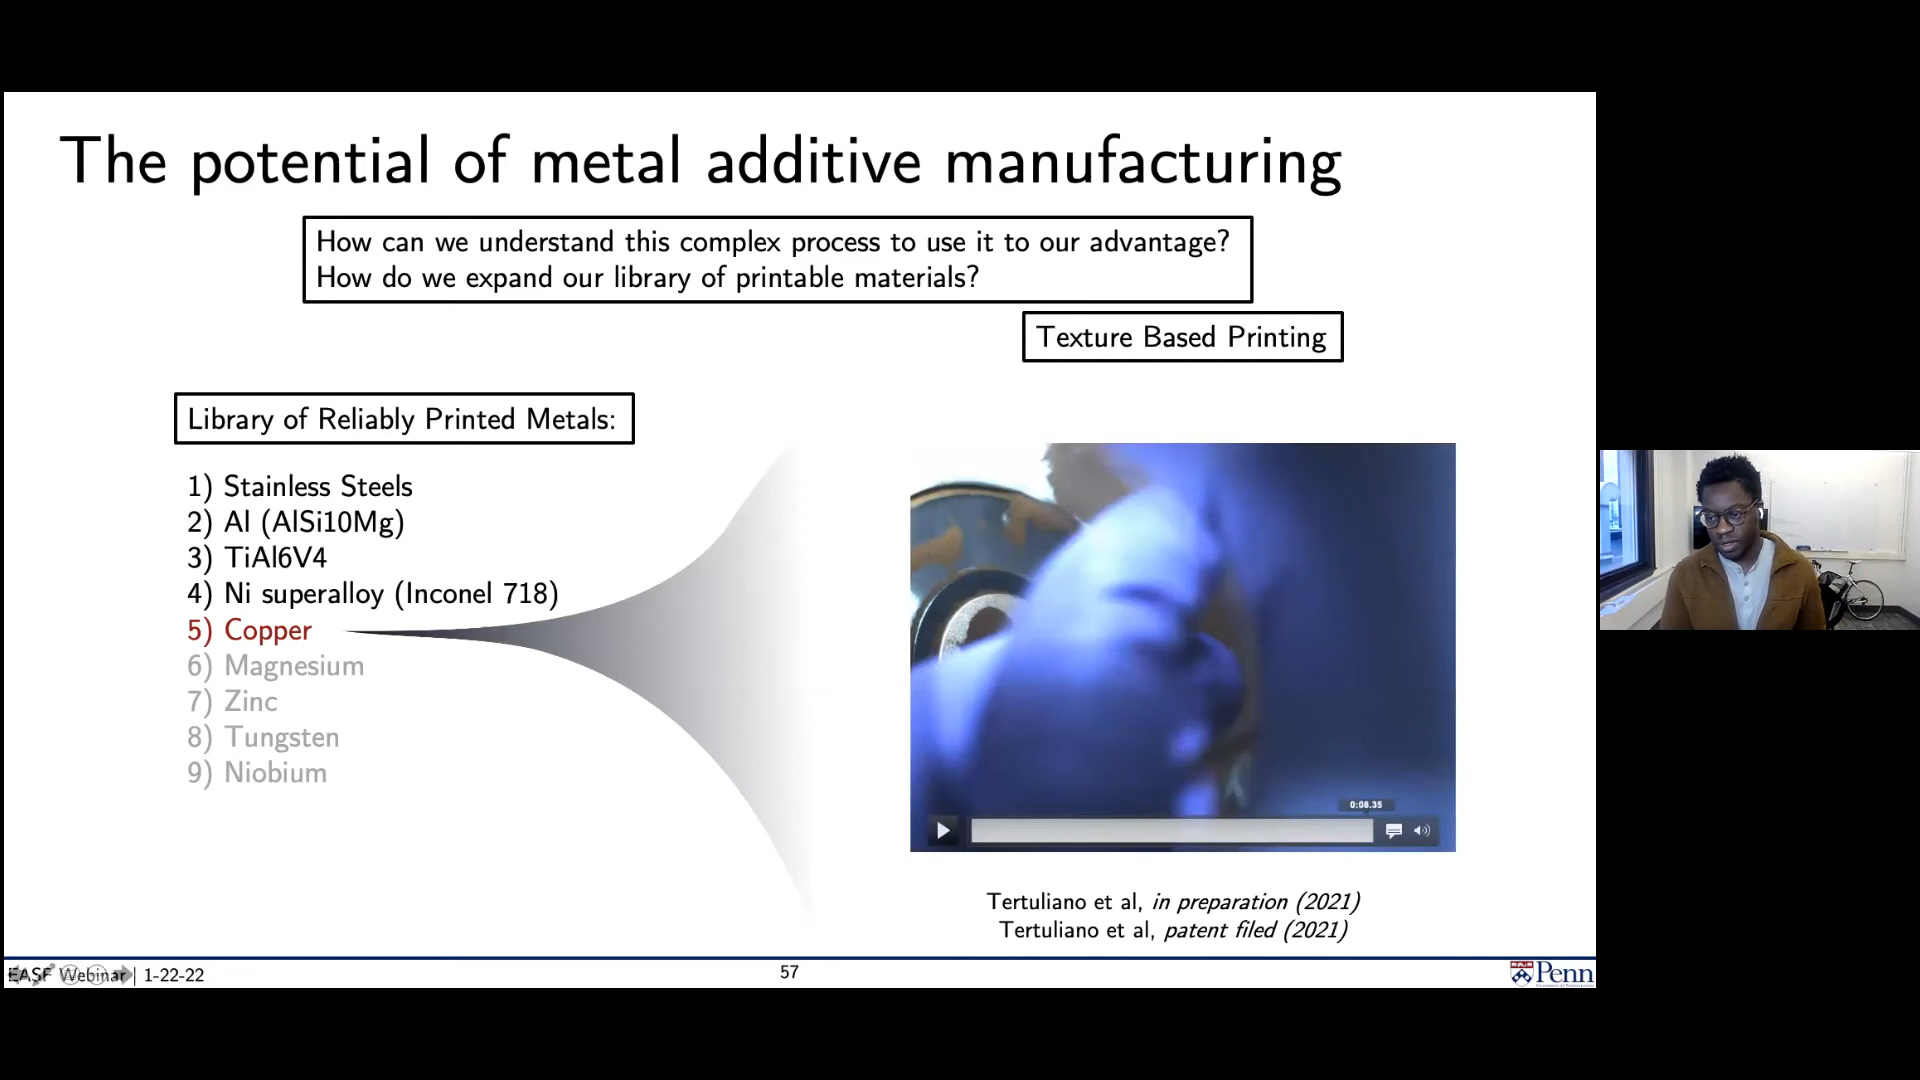 The potential of metal additive manufacturing
How can we understand this complex process to use it to our advantage?
How do we expand our library of printable materials?
Texture Based Printing
Library of Reliably Printed Metals:
1) Stainless Steels
2) Al (AlSi10Mg)
3) TiAl6V4
4) Ni superalloy (Inconel 718)
5) Copper
6) Magnesium
7) Zinc
8) Tungsten
9) Niobium
0:08.35
Tertuliano et al, in preparation (2021)
Tertuliano et al, patent filed (2021)
EASF Webinar | 1-22-22
57
Penn